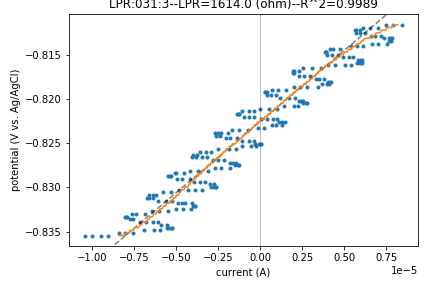 LPR:031:3--LPR=1614.0 (ohm)--R^2=0.9989
potential (V vs. Ag/AgCl)
−0.815
−0.820
−0.825
−0.830
−0.835
−1.00 −0.75 −0.50 −0.25 0.00 0.25 0.50 0.75
1e−5
current (A)